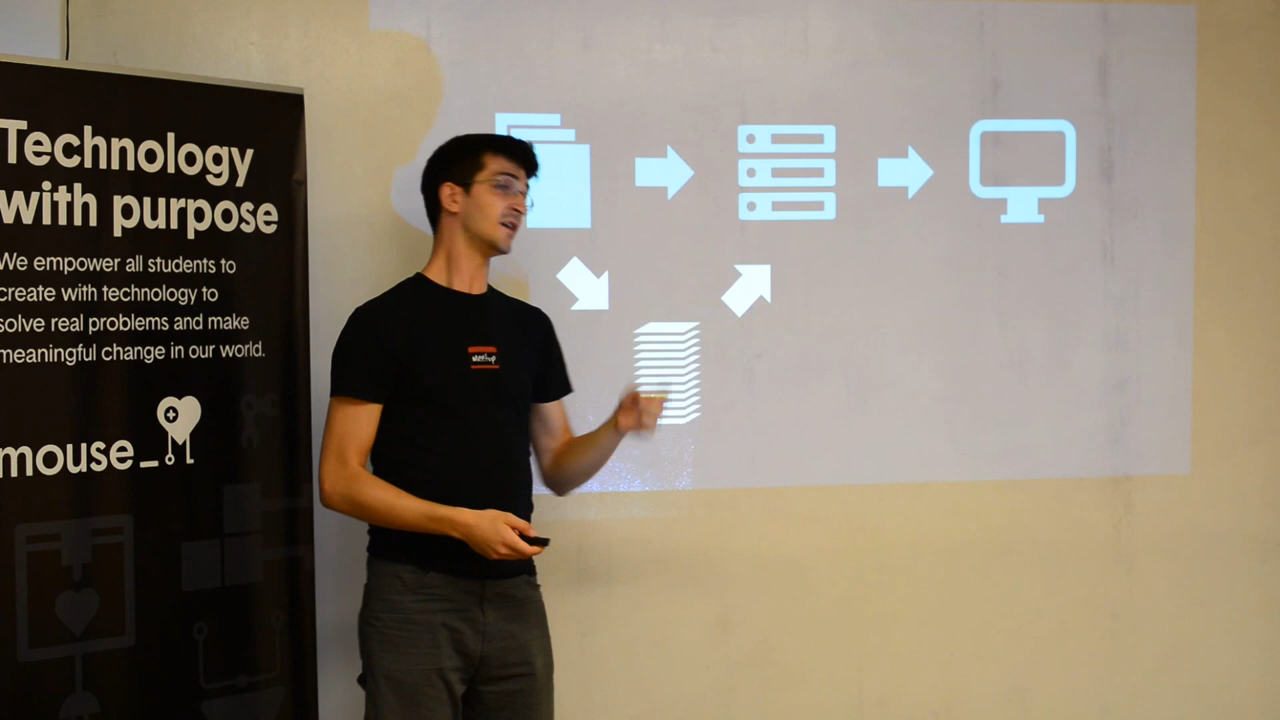 Technology
with purpose
We empower all students to
create with technology to
solve real problems and make
meaningful change in our world.
mouse_
Meetup